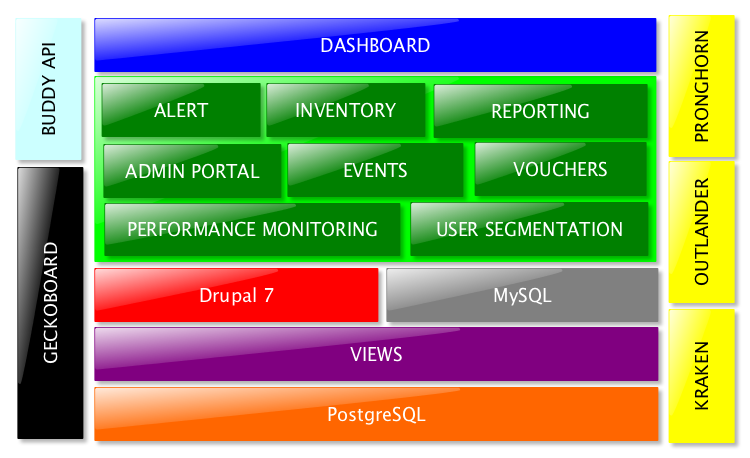 BUDDY API
GECKOBOARD
DASHBOARD
ALERT
INVENTORY
REPORTING
ADMIN PORTAL
EVENTS
VOUCHERS
PERFORMANCE MONITORING
USER SEGMENTATION
Drupal 7
MySQL
VIEWS
PostgreSQL
PRONGHORN
OUTLANDER
KRAKEN